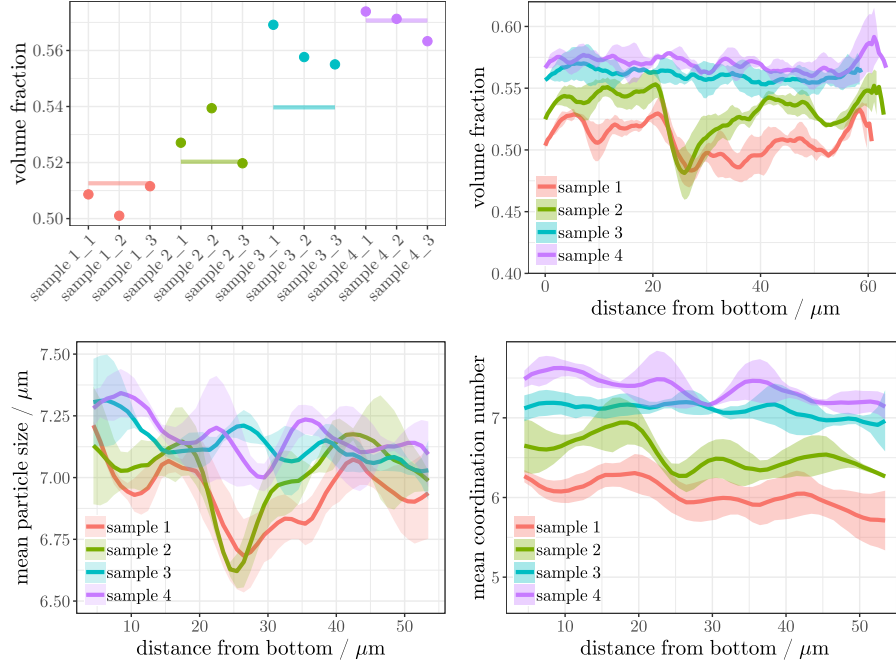 volume fraction
0.56
0.54
0.52
0.50
sample 1_1
sample 1_2
sample 1_3
sample 2_1
sample 2_2
sample 2_3
sample 3_1
sample 3_2
sample 3_3
sample 4_1
sample 4_2
sample 4_3
volume fraction
0.60
0.55
0.50
0.45
0.40
sample 1
sample 2
sample 3
sample 4
0 20 40 60
distance from bottom / μm
mean particle size / μm
7.50
7.25
7.00
6.75
6.50
sample 1
sample 2
sample 3
sample 4
10 20 30 40 50
distance from bottom / μm
mean coordination number
7
6
5
sample 1
sample 2
sample 3
sample 4
10 20 30 40 50
distance from bottom / μm